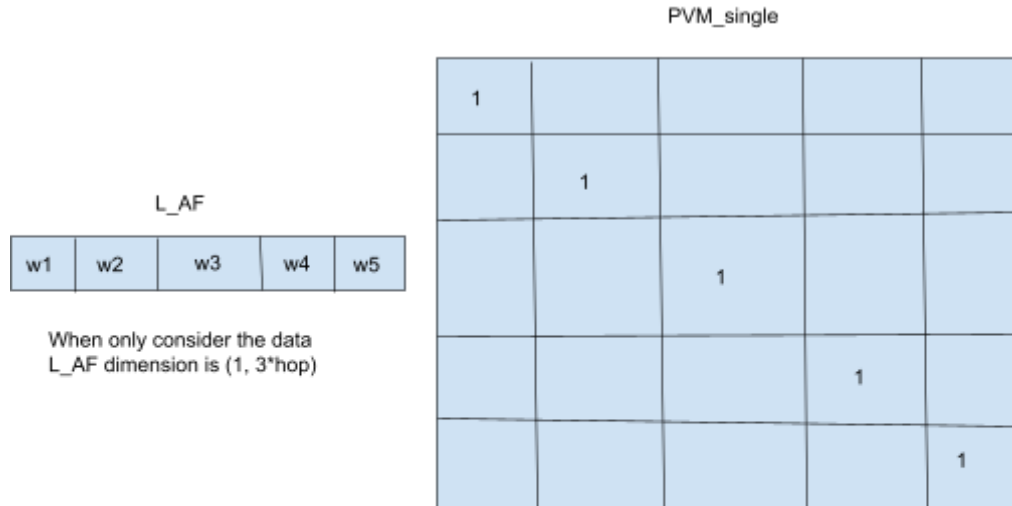 PVM_single
1
1
L_AF
w1 w2 w3 w4 w5
1
When only consider the data
L_AF dimension is (1, 3*hop)
1
1